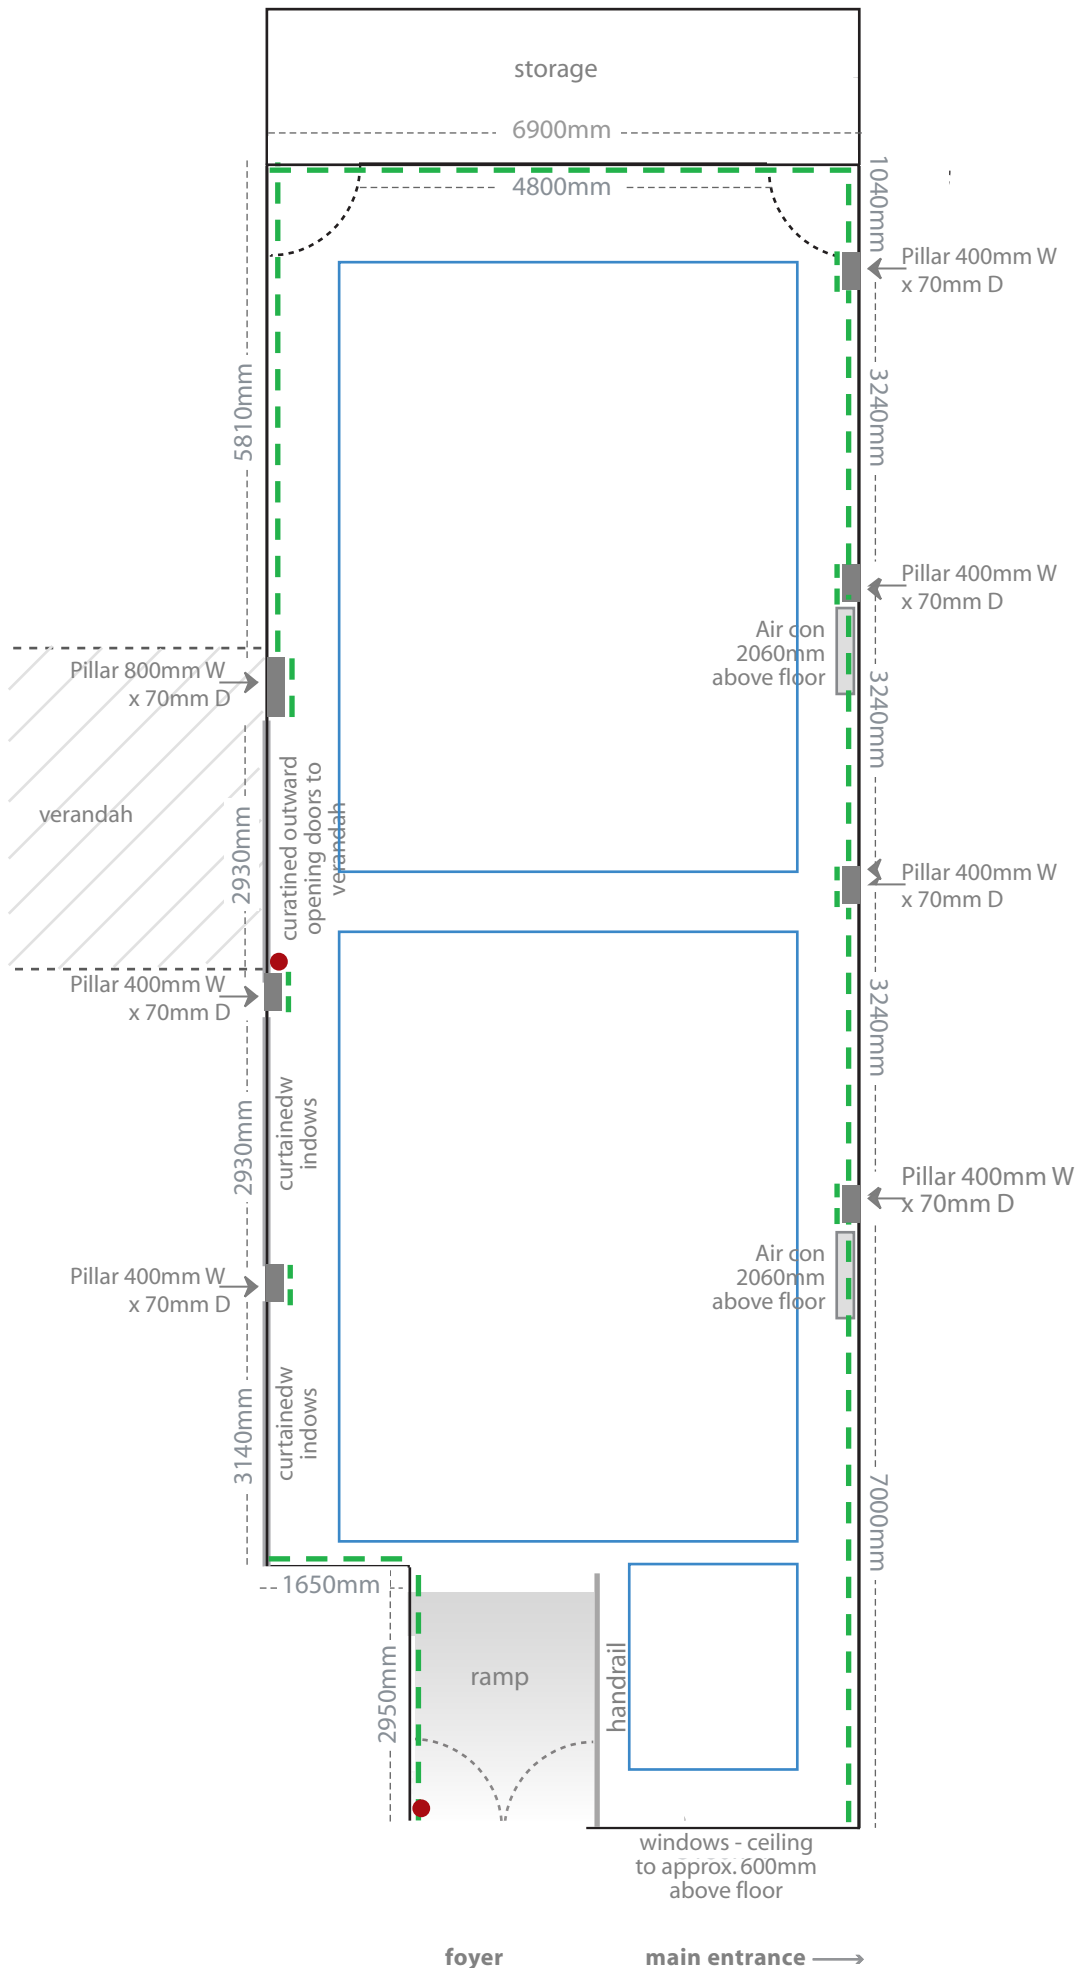 storage
6900mm
4800mm
1040mm
Pillar 400mm W
x 70mm D
5810mm
3240mm
Pillar 400mm W
x 70mm D
Air con
2060mm
above floor
Pillar 800mm W
x 70mm D
3240mm
verandah
2930mm
curatined outward
opening doors to
verandah
Pillar 400mm W
x 70mm D
Pillar 400mm W
x 70mm D
3240mm
2930mm
curtainedw
indows
Pillar 400mm W
x 70mm D
Air con
2060mm
above floor
Pillar 400mm W
x 70mm D
3140mm
curtainedw
indows
7000mm
1650mm
2950mm
ramp
handrail
windows - ceiling
to approx. 600mm
above floor
foyer
main entrance